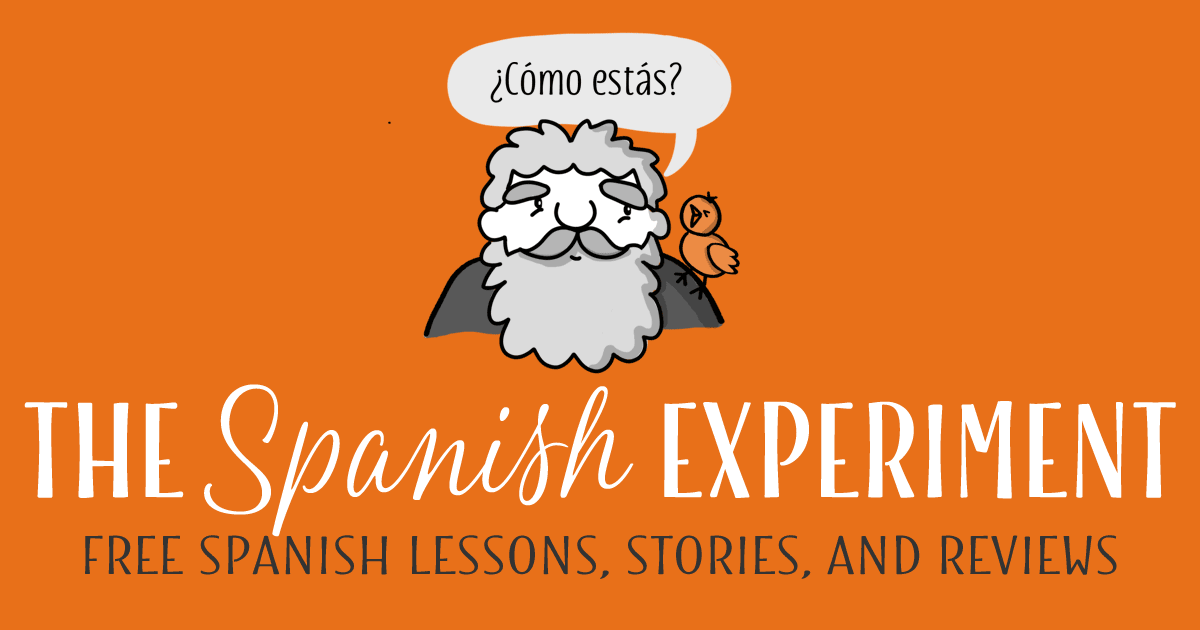 ¿Cómo estás?
THE Spanish EXPERIMENT
FREE SPANISH LESSONS, STORIES, AND REVIEWS